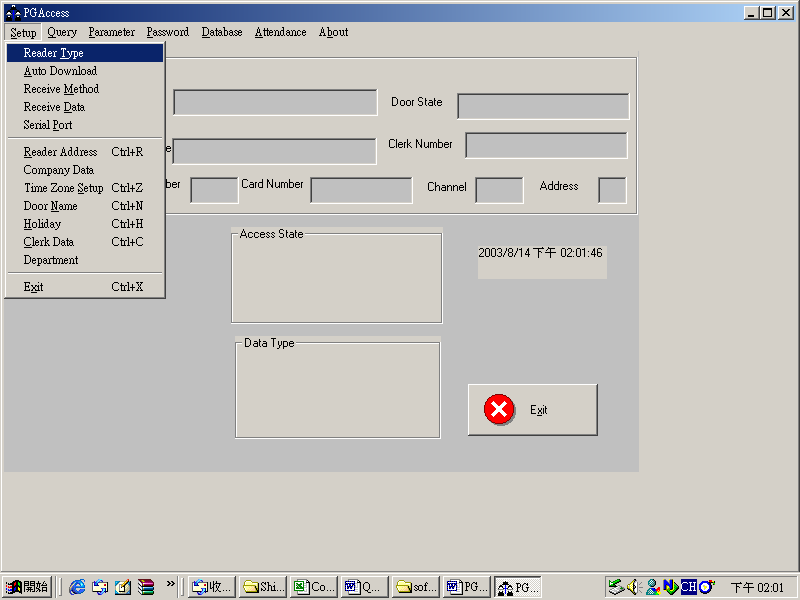 PGAccess
Setup Query Parameter Password Database Attendance About
Reader Type
Auto Download
Receive Method
Receive Data
Serial Port
Reader Address Ctrl+R
Company Data
Time Zone Setup Ctrl+Z
Door Name Ctrl+N
Holiday Ctrl+H
Clerk Data Ctrl+C
Department
Exit Ctrl+X
Door State
e Clerk Number
ber Card Number Channel Address
Access State
2003/8/14 下午 02:01:46
Data Type
Exit
開始 » 收... Shi... Co... Q... sof... PG... PG... CH 下午 02:01